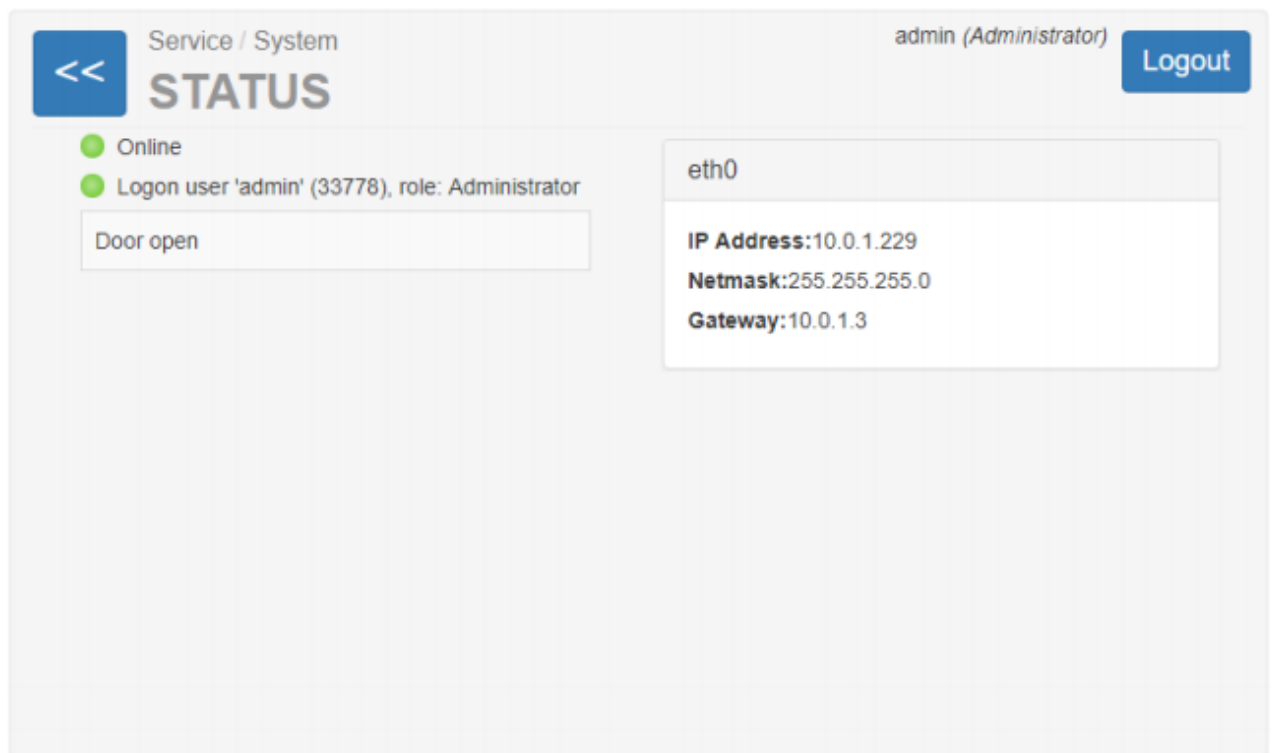 <<
Service / System
STATUS
admin (Administrator)
Logout
Online
Logon user 'admin' (33778), role: Administrator
Door open
eth0
IP Address:10.0.1.229
Netmask:255.255.255.0
Gateway:10.0.1.3